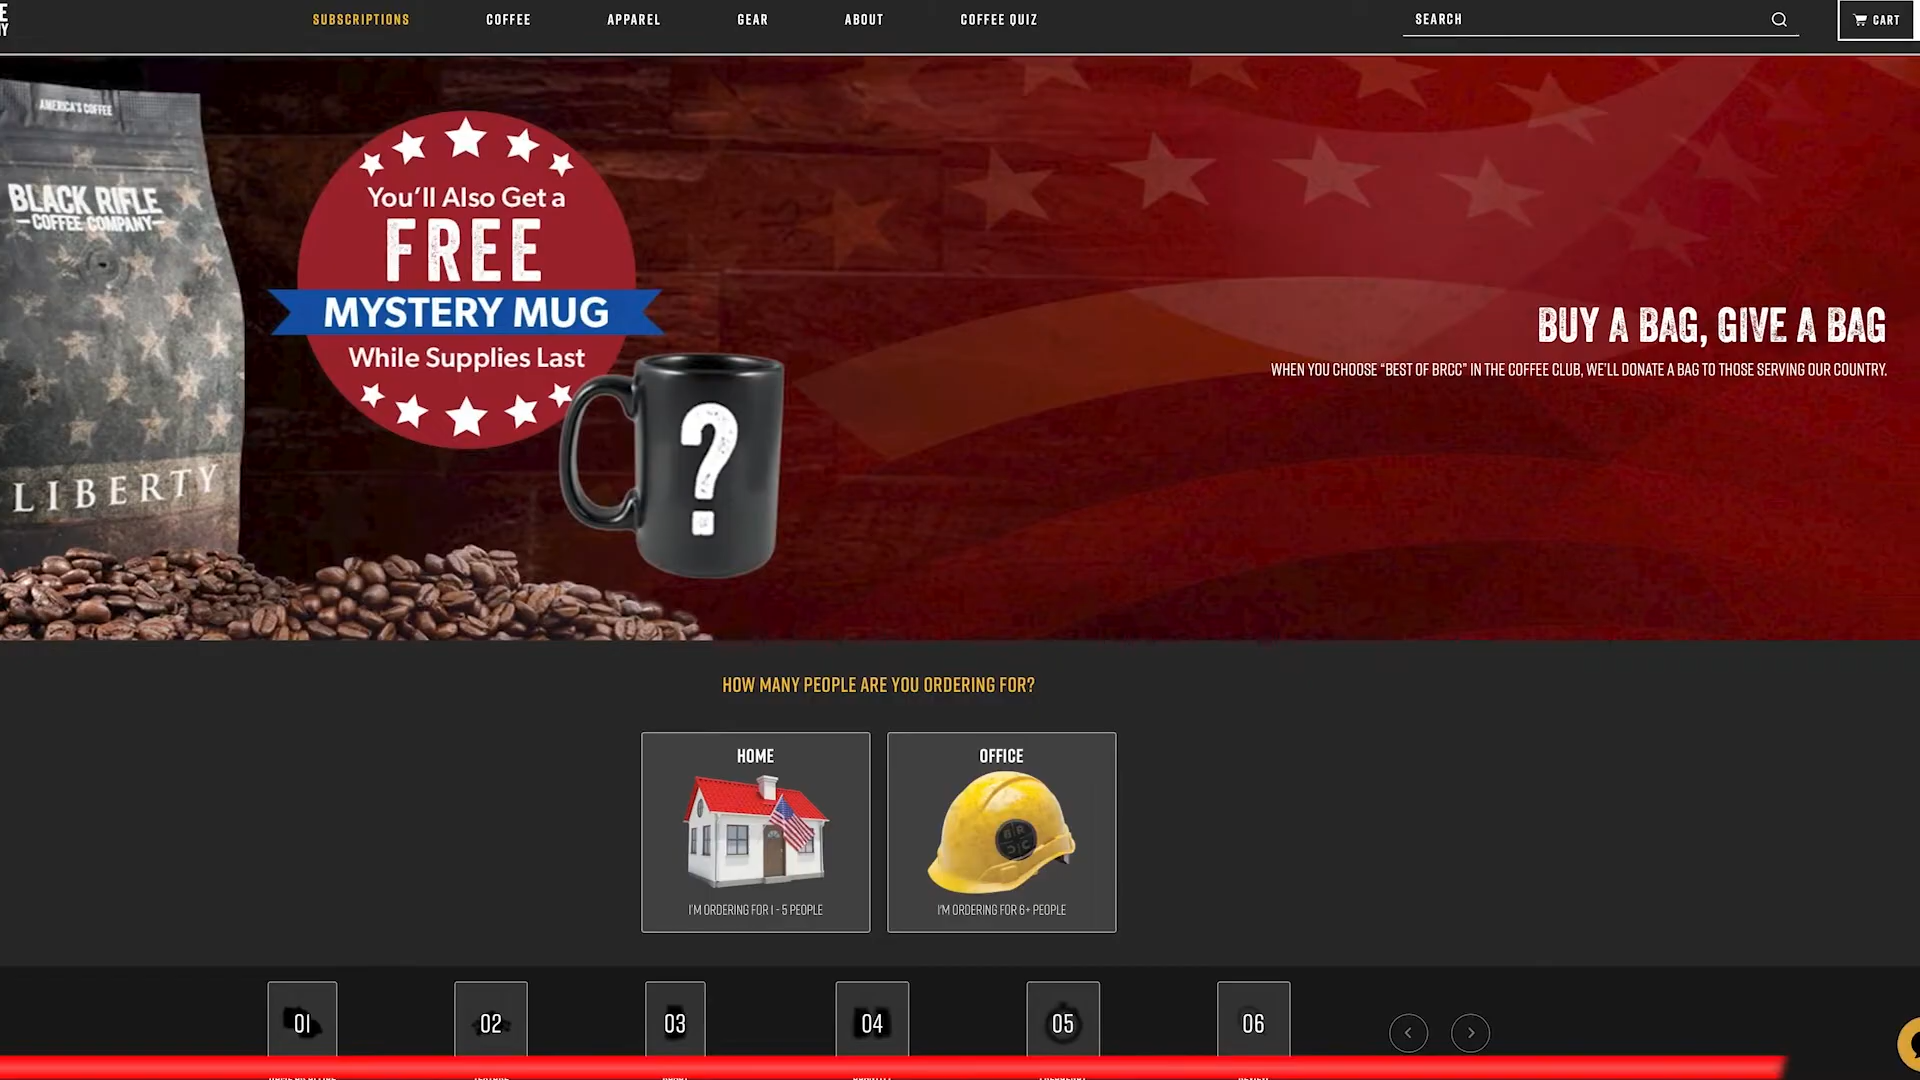 SUBSCRIPTIONS
COFFEE
APPAREL
GEAR
ABOUT
COFFEE QUIZ
SEARCH
CART
AMERICA'S COFFEE
BLACK RIFLE
COFFEE COMPANY
LIBERTY
You'll Also Get a
FREE
MYSTERY MUG
While Supplies Last
?
BUY A BAG, GIVE A BAG
WHEN YOU CHOOSE “BEST OF BRCC” IN THE COFFEE CLUB, WE'LL DONATE A BAG TO THOSE SERVING OUR COUNTRY.
HOW MANY PEOPLE ARE YOU ORDERING FOR?
HOME
I'M ORDERING FOR 1 - 5 PEOPLE
OFFICE
I'M ORDERING FOR 6+ PEOPLE
01
02
03
04
05
06